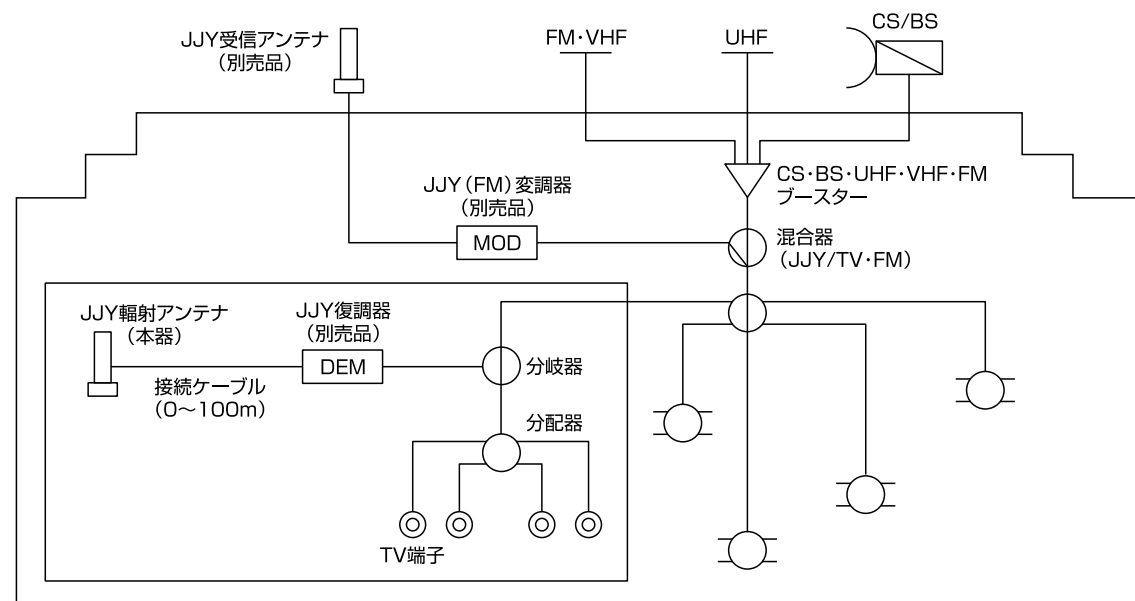 JJY受信アンテナ
（別売品）
FM・VHF
UHF
CS/BS
CS・BS・UHF・VHF・FM
ブースター
JJY（FM）変調器
（別売品）
MOD
混合器
（JJY/TV・FM）
JJY輻射アンテナ
（本器）
JJY復調器
（別売品）
DEM
接続ケーブル
（0～100m）
分岐器
分配器
TV端子